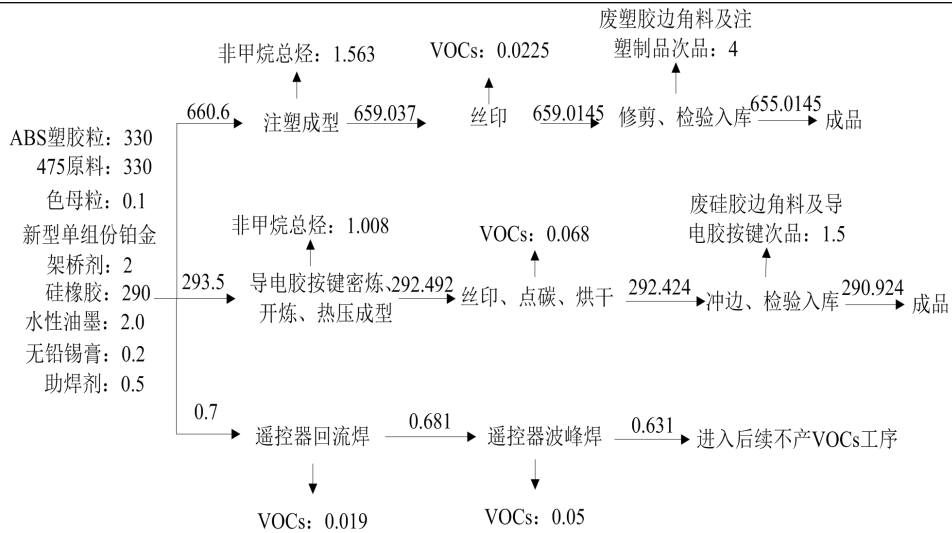 废塑胶边角料及注
塑制品次品：4
非甲烷总烃：1.563
VOCs：0.0225
660.6
注塑成型
659.037
丝印
659.0145
修剪、检验入库
655.0145
成品
ABS塑胶粒：330
475原料：330
色母粒：0.1
新型单组份铂金
架桥剂：2
硅橡胶：290
水性油墨：2.0
无铅锡膏：0.2
助焊剂：0.5
废硅胶边角料及导
电胶按键次品：1.5
非甲烷总烃：1.008
VOCs：0.068
293.5
导电胶按键密炼、
开炼、热压成型
292.492
丝印、点碳、烘干
292.424
冲边、检验入库
290.924
成品
0.7
遥控器回流焊
0.681
遥控器波峰焊
0.631
进入后续不产VOCs工序
VOCs：0.019
VOCs：0.05